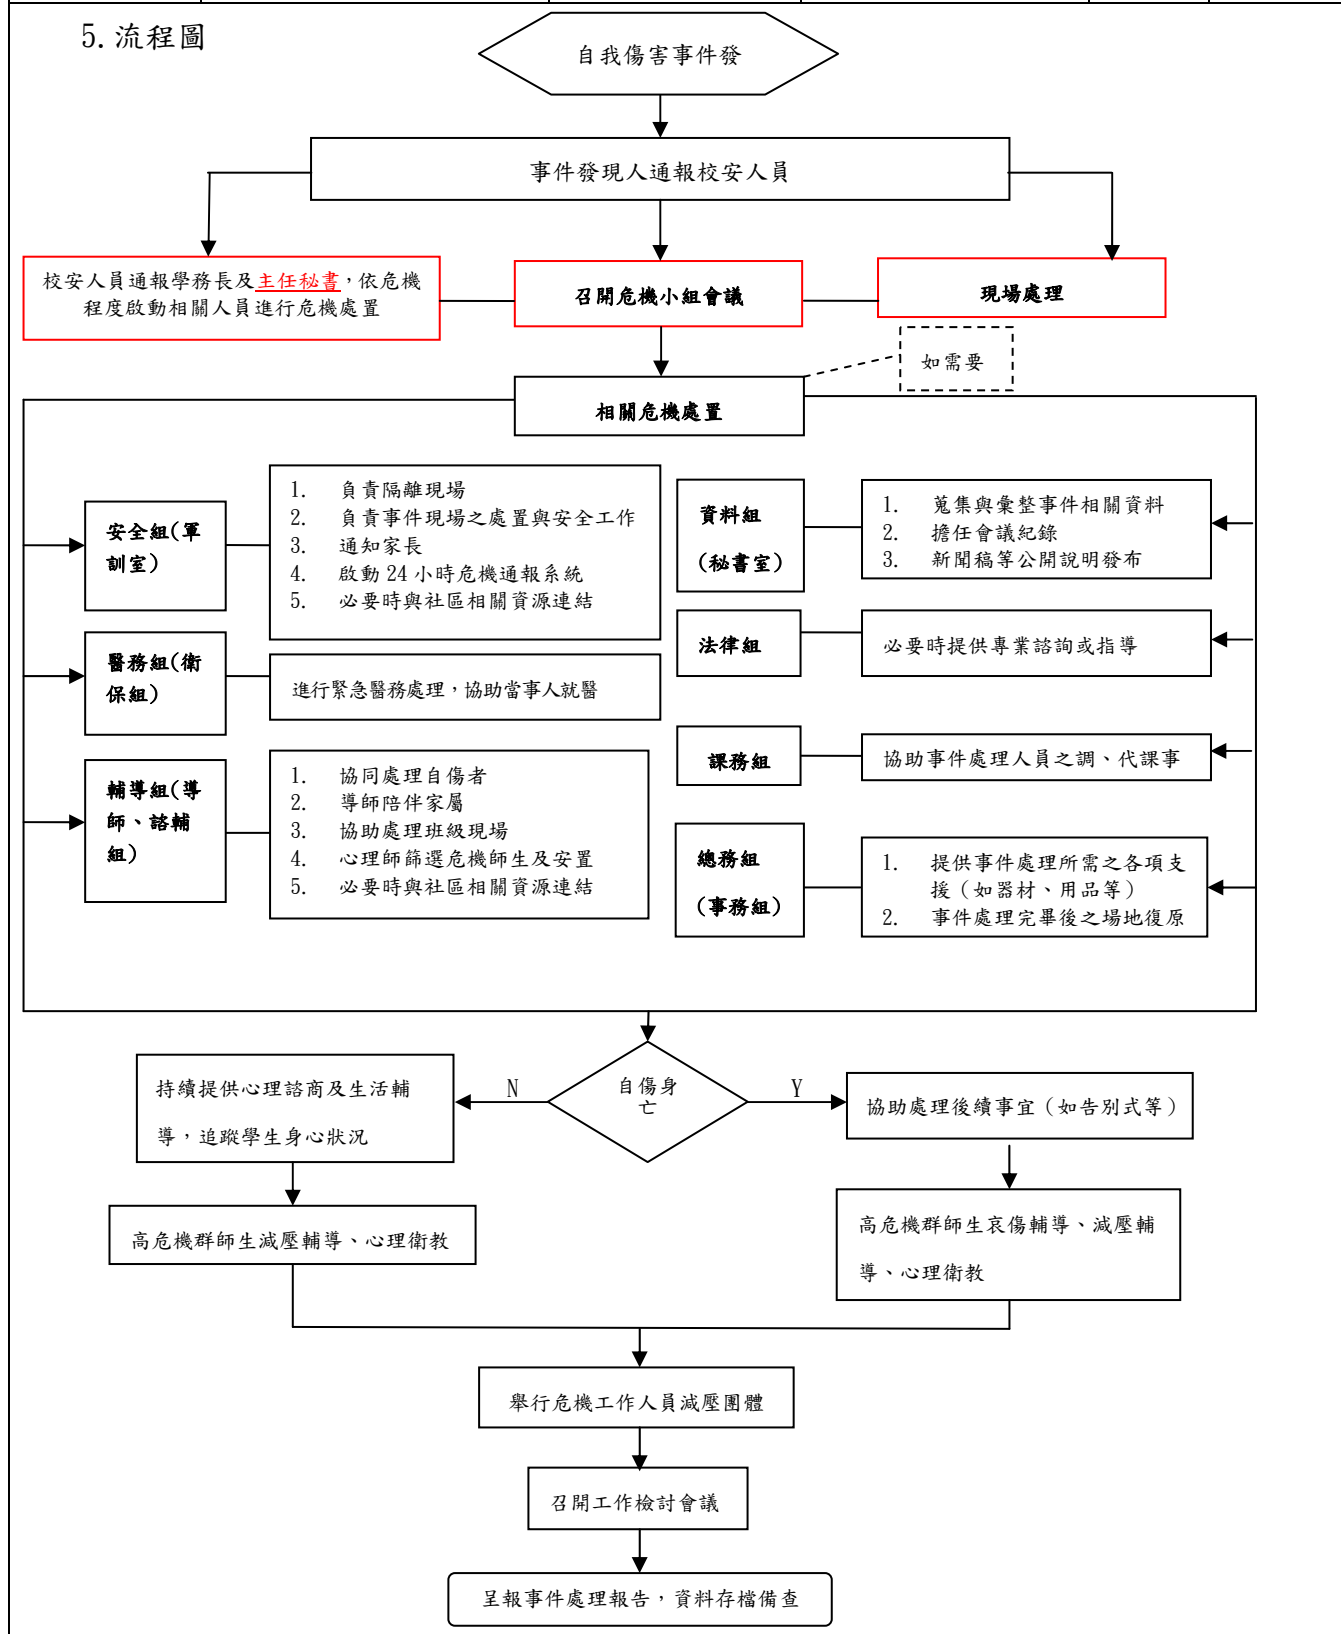 5.流程圖
自我傷害事件發
事件發現人通報校安人員
校安人員通報學務長及主任秘書，依危機
程度啟動相關人員進行危機處置
召開危機小組會議
現場處理
如需要
相關危機處置
安全組(軍
訓室)
1. 負責隔離現場
2. 負責事件現場之處置與安全工作
3. 通知家長
4. 啟動 24 小時危機通報系統
5. 必要時與社區相關資源連結
醫務組(衛
保組)
進行緊急醫務處理，協助當事人就醫
輔導組(導
師、諮輔
組)
1. 協同處理自傷者
2. 導師陪伴家屬
3. 協助處理班級現場
4. 心理師篩選危機師生及安置
5. 必要時與社區相關資源連結
資料組
(秘書室)
1. 蒐集與彙整事件相關資料
2. 擔任會議紀錄
3. 新聞稿等公開說明發布
法律組
必要時提供專業諮詢或指導
課務組
協助事件處理人員之調、代課事
總務組
(事務組)
1. 提供事件處理所需之各項支
援（如器材、用品等）
2. 事件處理完畢後之場地復原
自傷身
亡
N
Y
持續提供心理諮商及生活輔
導，追蹤學生身心狀況
協助處理後續事宜（如告別式等）
高危機群師生減壓輔導、心理衛教
高危機群師生哀傷輔導、減壓輔
導、心理衛教
舉行危機工作人員減壓團體
召開工作檢討會議
呈報事件處理報告，資料存檔備查